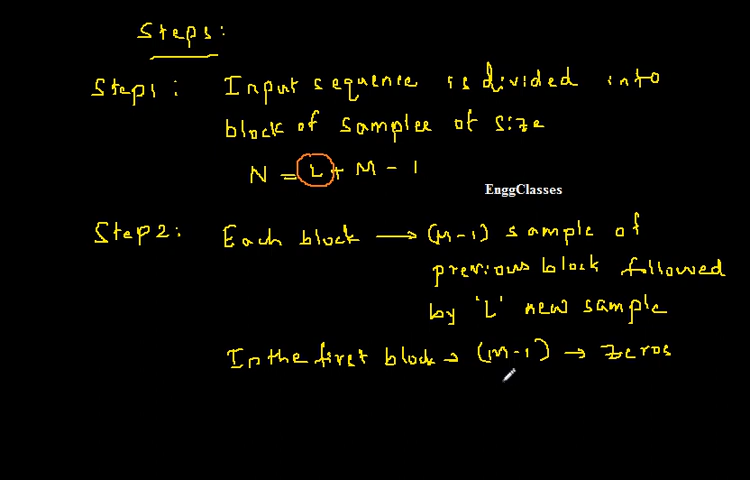 Steps:
Step1: Input sequence is divided into
block of samples of size
N = L + M - 1
EnggClasses
Step2: Each block → (M-1) sample of
previous block followed
by 'L' new sample
In the first block → (M-1) → zeros